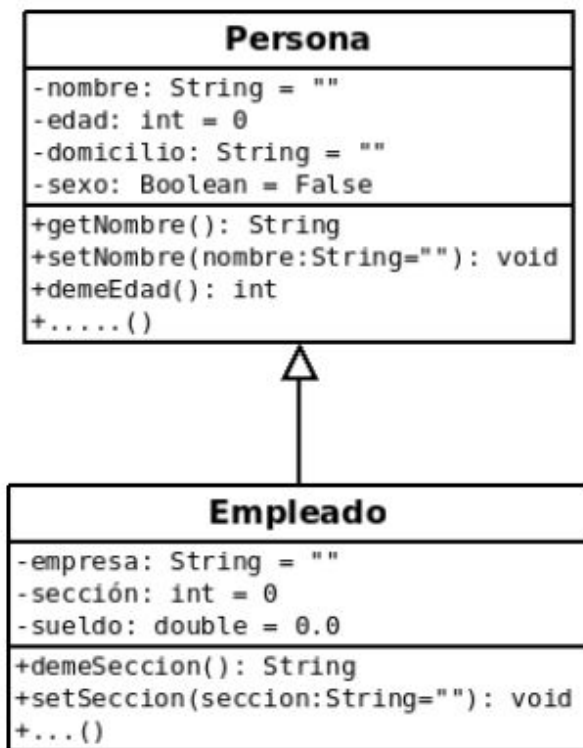 Persona
-nombre: String = ""
-edad: int = 0
-domicilio: String = ""
-sexo: Boolean = False
+getNombre(): String
+setNombre(nombre:String=""): void
+demeEdad(): int
+.....()
Empleado
-empresa: String = ""
-sección: int = 0
-sueldo: double = 0.0
+demeSeccion(): String
+setSeccion(seccion:String=""): void
+...()